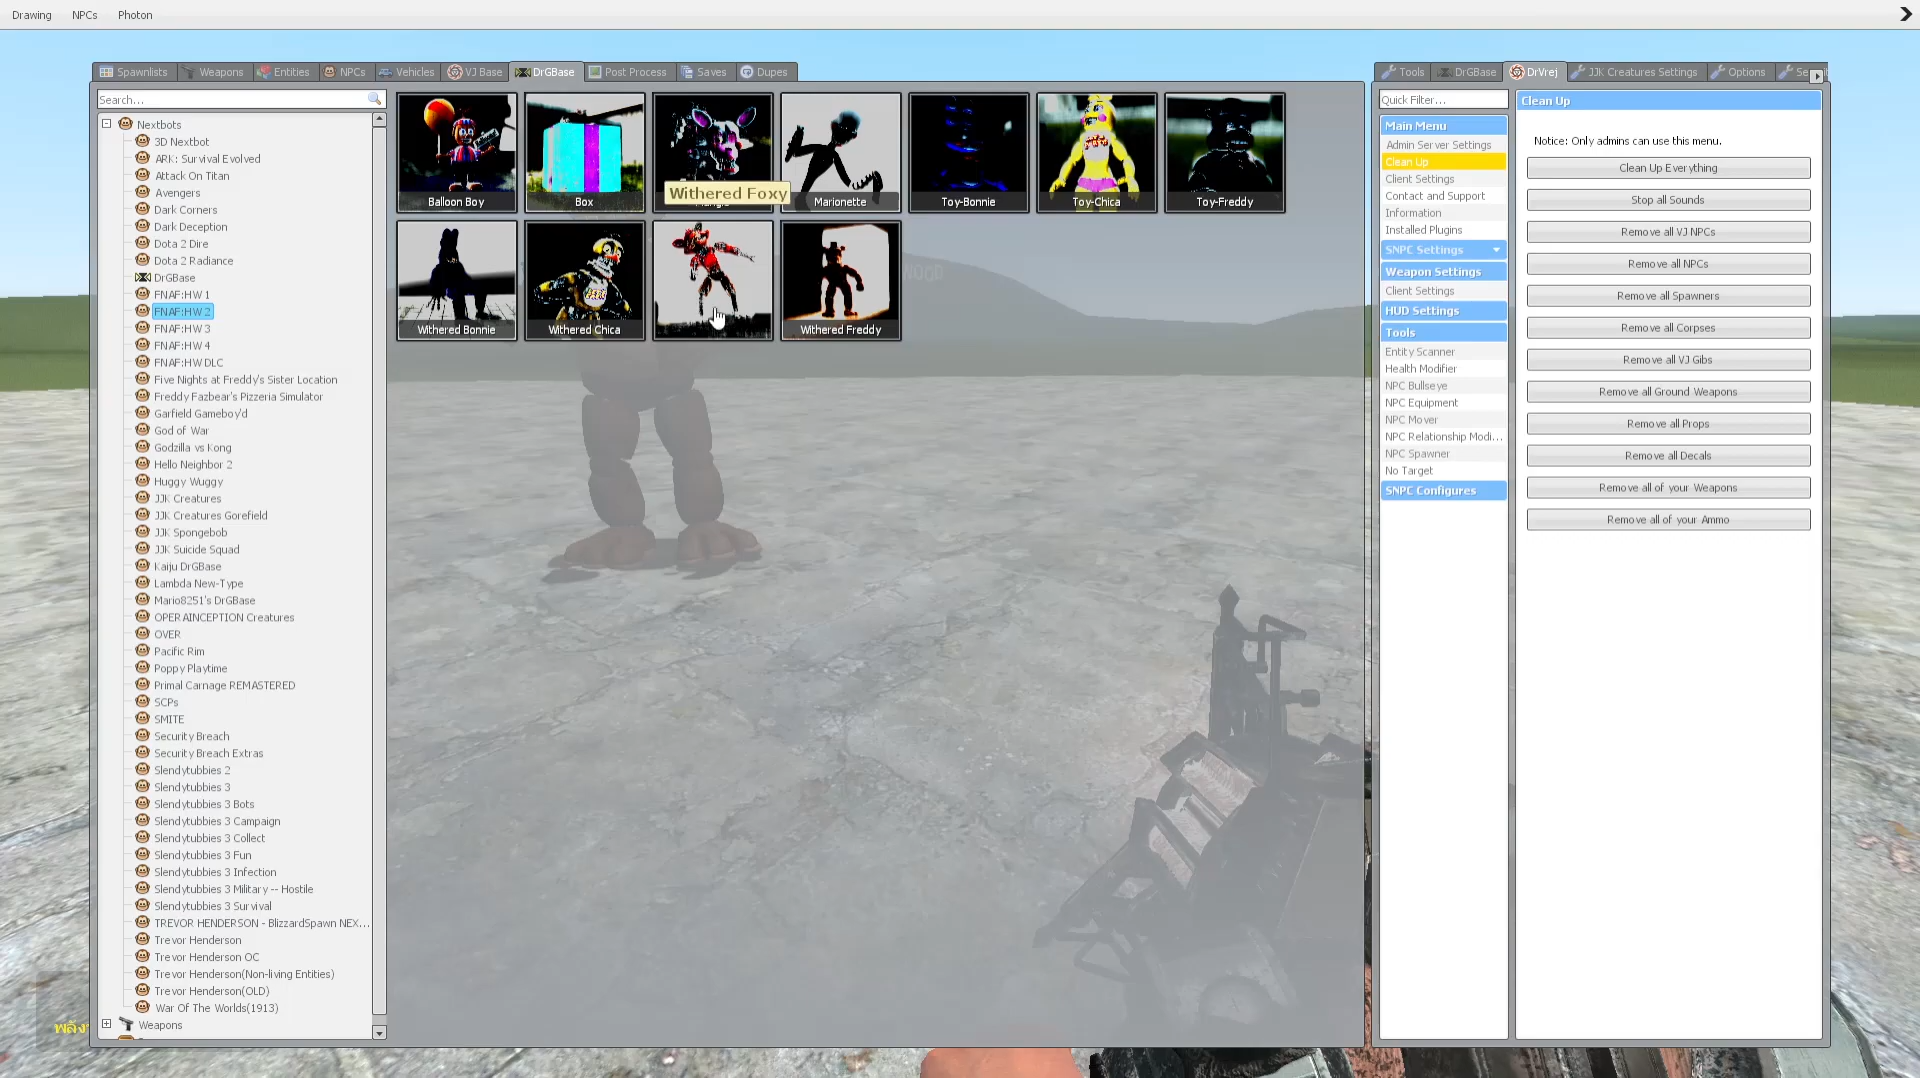 Drawing NPCs Photon
Spawnlists Weapons Entities NPCs Vehicles VJ Base DrGBase Post Process Saves Dupes
Search...
Nextbots
3D Nextbot
ARK: Survival Evolved
Attack On Titan
Avengers
Dark Corners
Dark Deception
Dota 2 Dire
Dota 2 Radiance
DrGBase
FNAF:HW 1
FNAF:HW 2
FNAF:HW 3
FNAF:HW 4
FNAF:HW DLC
Five Nights at Freddy's Sister Location
Freddy Fazbear's Pizzeria Simulator
Garfield Gameboy'd
God of War
Godzilla vs Kong
Hello Neighbor 2
Huggy Wuggy
JJK Creatures
JJK Creatures Gorefield
JJK Spongebob
JJK Suicide Squad
Kaiju DrGBase
Lambda New-Type
Mario8251's DrGBase
OPERAINCEPTION Creatures
OVER
Pacific Rim
Poppy Playtime
Primal Carnage REMASTERED
SCPs
SMITE
Security Breach
Security Breach Extras
Slendytubbies 2
Slendytubbies 3
Slendytubbies 3 Bots
Slendytubbies 3 Campaign
Slendytubbies 3 Collect
Slendytubbies 3 Fun
Slendytubbies 3 Infection
Slendytubbies 3 Military -- Hostile
Slendytubbies 3 Survival
TREVOR HENDERSON - BlizzardSpawn NEX...
Trevor Henderson
Trevor Henderson OC
Trevor Henderson(Non-living Entities)
Trevor Henderson(OLD)
War Of The Worlds(1913)
Weapons
Balloon Boy Box Marionette Toy-Bonnie Toy-Chica Toy-Freddy
Withered Foxy
Withered Bonnie Withered Chica Withered Freddy
Tools DrGBase DrVrej JJK Creatures Settings Options
Quick Filter...
Main Menu
Admin Server Settings
Clean Up
Client Settings
Contact and Support
Information
Installed Plugins
SNPC Settings
Weapon Settings
Client Settings
HUD Settings
Tools
Entity Scanner
Health Modifier
NPC Bullseye
NPC Equipment
NPC Mover
NPC Relationship Modi...
NPC Spawner
No Target
SNPC Configures
Clean Up
Notice: Only admins can use this menu.
Clean Up Everything
Stop all Sounds
Remove all VJ NPCs
Remove all NPCs
Remove all Spawners
Remove all Corpses
Remove all VJ Gibs
Remove all Ground Weapons
Remove all Props
Remove all Decals
Remove all of your Weapons
Remove all of your Ammo